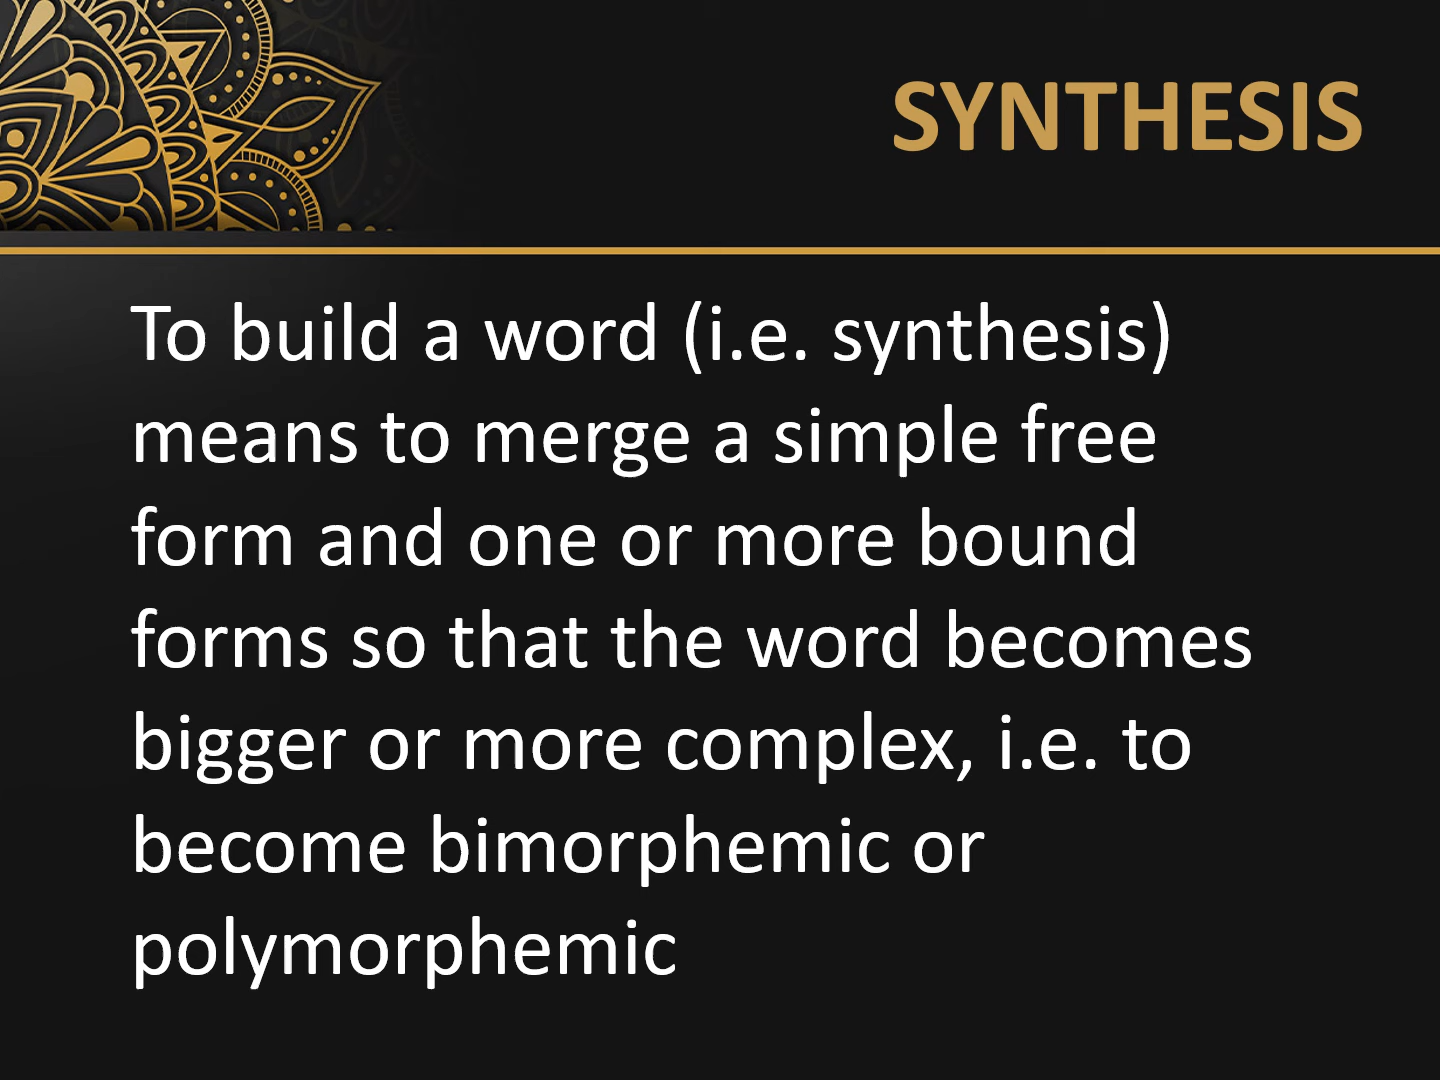 SYNTHESIS
To build a word (i.e. synthesis)
means to merge a simple free
form and one or more bound
forms so that the word becomes
bigger or more complex, i.e. to
become bimorphemic or
polymorphemic